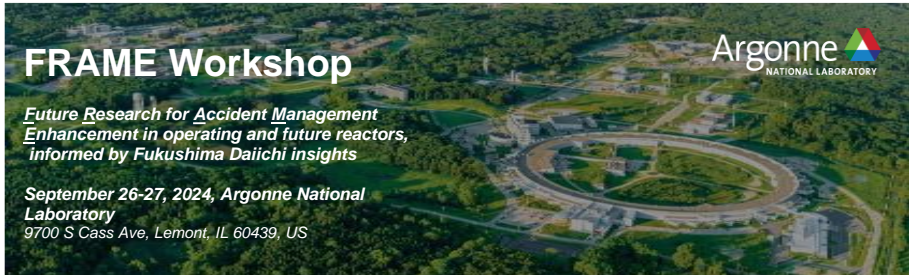 FRAME Workshop
Argonne
NATIONAL LABORATORY
Future Research for Accident Management
Enhancement in operating and future reactors,
informed by Fukushima Daiichi insights
September 26-27, 2024, Argonne National
Laboratory
9700 S Cass Ave, Lemont, IL 60439, US